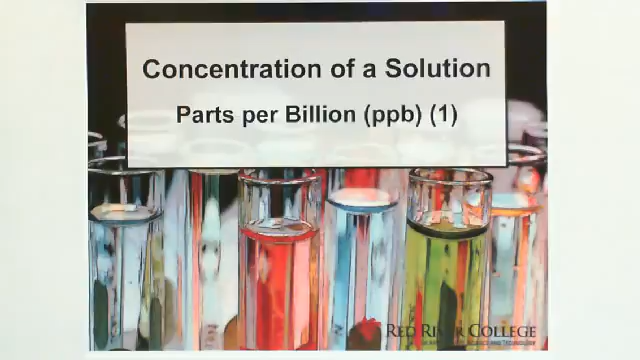 Concentration of a Solution
Parts per Billion (ppb) (1)
RED RIVER COLLEGE